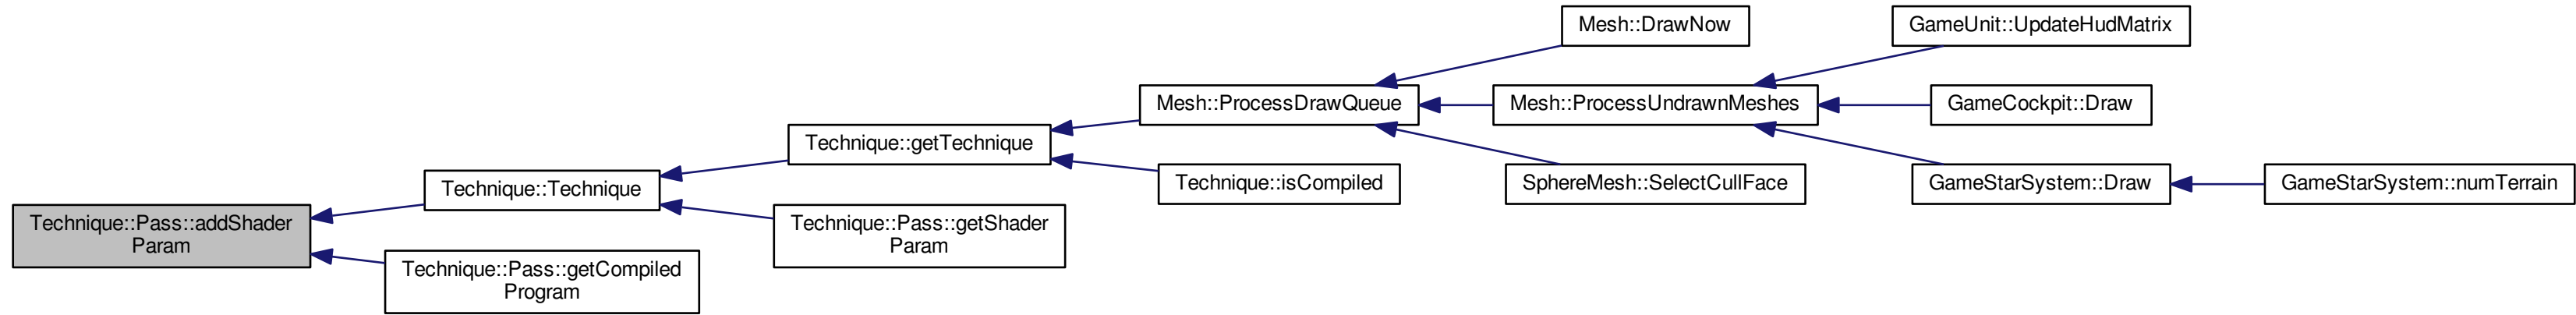 Mesh::DrawNow
GameUnit::UpdateHudMatrix
Mesh::ProcessDrawQueue
Mesh::ProcessUndrawnMeshes
GameCockpit::Draw
Technique::getTechnique
Technique::Technique
Technique::isCompiled
SphereMesh::SelectCullFace
GameStarSystem::Draw
GameStarSystem::numTerrain
Technique::Pass::addShader
Param
Technique::Pass::getShader
Param
Technique::Pass::getCompiled
Program